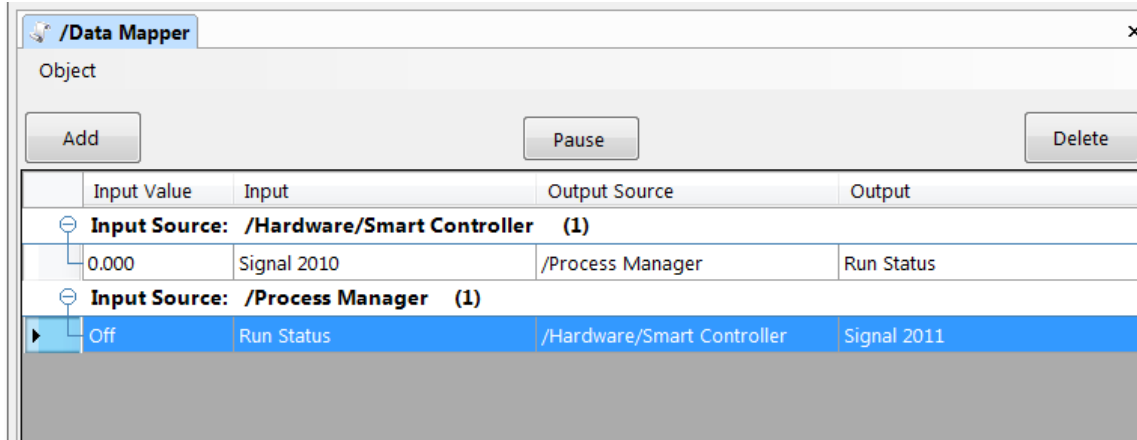 /Data Mapper
Object
Add Pause Delete
Input Value Input Output Source Output
Input Source: /Hardware/Smart Controller (1)
0.000 Signal 2010 /Process Manager Run Status
Input Source: /Process Manager (1)
Off Run Status /Hardware/Smart Controller Signal 2011